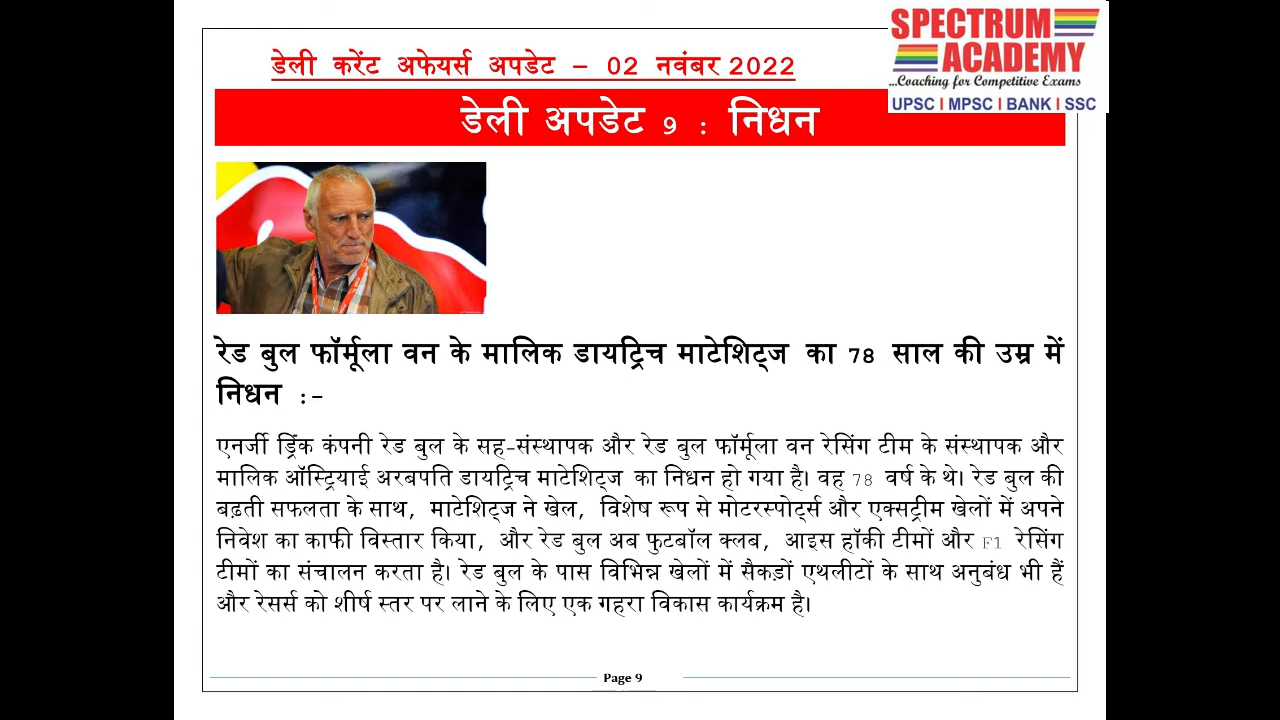 SPECTRUM
ACADEMY
...Coaching for Competitive Exams
UPSC | MPSC | BANK | SSC
डेली करेंट अफेयर्स अपडेट – 02 नवंबर 2022
डेली अपडेट 9 : निधन
रेड बुल फॉर्मूला वन के मालिक डायट्रिच माटेशिट्ज का 78 साल की उम्र में
निधन :-
एनर्जी ड्रिंक कंपनी रेड बुल के सह-संस्थापक और रेड बुल फॉर्मूला वन रेसिंग टीम के संस्थापक और
मालिक ऑस्ट्रियाई अरबपति डायट्रिच माटेशिट्ज का निधन हो गया है। वह 78 वर्ष के थे। रेड बुल की
बढ़ती सफलता के साथ, माटेशिट्ज ने खेल, विशेष रूप से मोटरस्पोर्ट्स और एक्सट्रीम खेलों में अपने
निवेश का काफी विस्तार किया, और रेड बुल अब फुटबॉल क्लब, आइस हॉकी टीमों और F1 रेसिंग
टीमों का संचालन करता है। रेड बुल के पास विभिन्न खेलों में सैकड़ों एथलीटों के साथ अनुबंध भी हैं
और रेसर्स को शीर्ष स्तर पर लाने के लिए एक गहरा विकास कार्यक्रम है।
Page 9